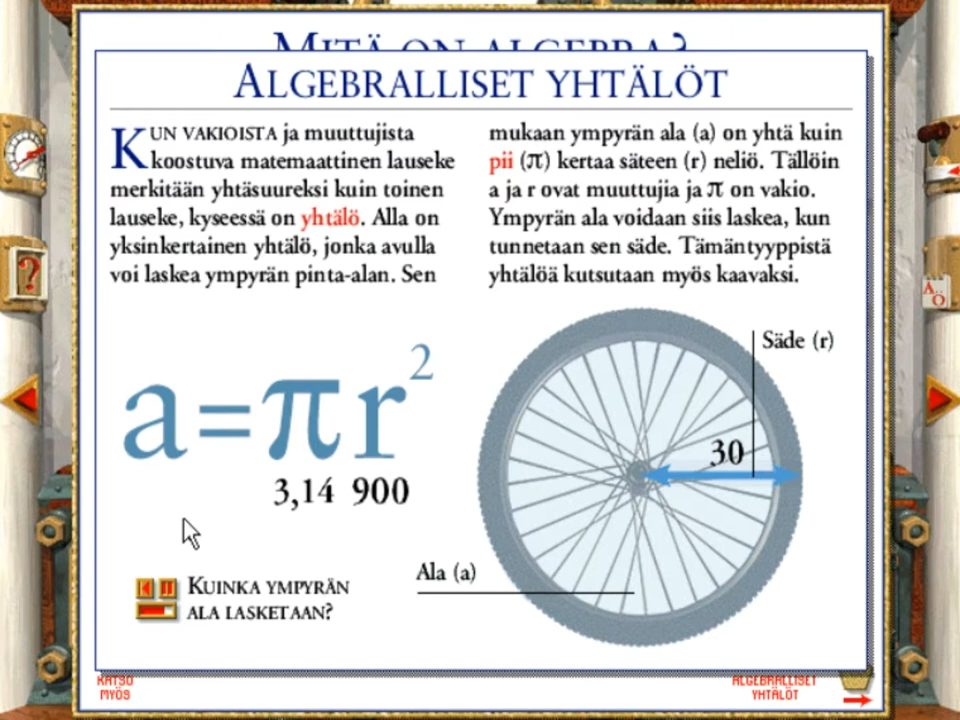 MITÄ ON ALGEBRA?
ALGEBRALLISET YHTÄLÖT
KUN VAKIOISTA ja muuttujista
koostuva matemaattinen lauseke
merkitään yhtäsuureksi kuin toinen
lauseke, kyseessä on yhtälö. Alla on
yksinkertainen yhtälö, jonka avulla
voi laskea ympyrän pinta-alan. Sen
mukaan ympyrän ala (a) on yhtä kuin
pii (π) kertaa säteen (r) neliö. Tällöin
a ja r ovat muuttujia ja π on vakio.
Ympyrän ala voidaan siis laskea, kun
tunnetaan sen säde. Tämäntyyppistä
yhtälöä kutsutaan myös kaavaksi.
a=πr²
3,14 900
Säde (r)
30
Ala (a)
KUINKA YMPYRÄN
ALA LASKETAAN?
KATSO
MYÖS
ALGEBRALLISET
YHTÄLÖT
?
A...
Ö